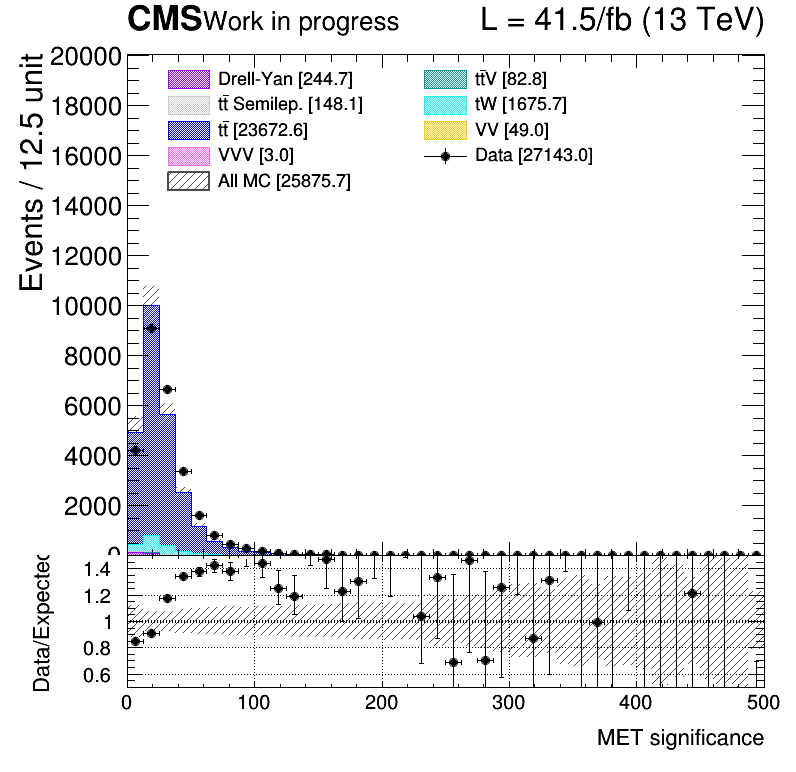 CMS Work in progress L = 41.5/fb (13 TeV)
Events / 12.5 unit
20000
18000
16000
14000
12000
10000
8000
6000
4000
2000
0
Drell-Yan [244.7]
tt̄ Semilep. [148.1]
tt̄ [23672.6]
VVV [3.0]
All MC [25875.7]
tt̄V [82.8]
tW [1675.7]
VV [49.0]
Data [27143.0]
Data/Expected
1.4
1.2
1
0.8
0.6
0 100 200 300 400 500
MET significance